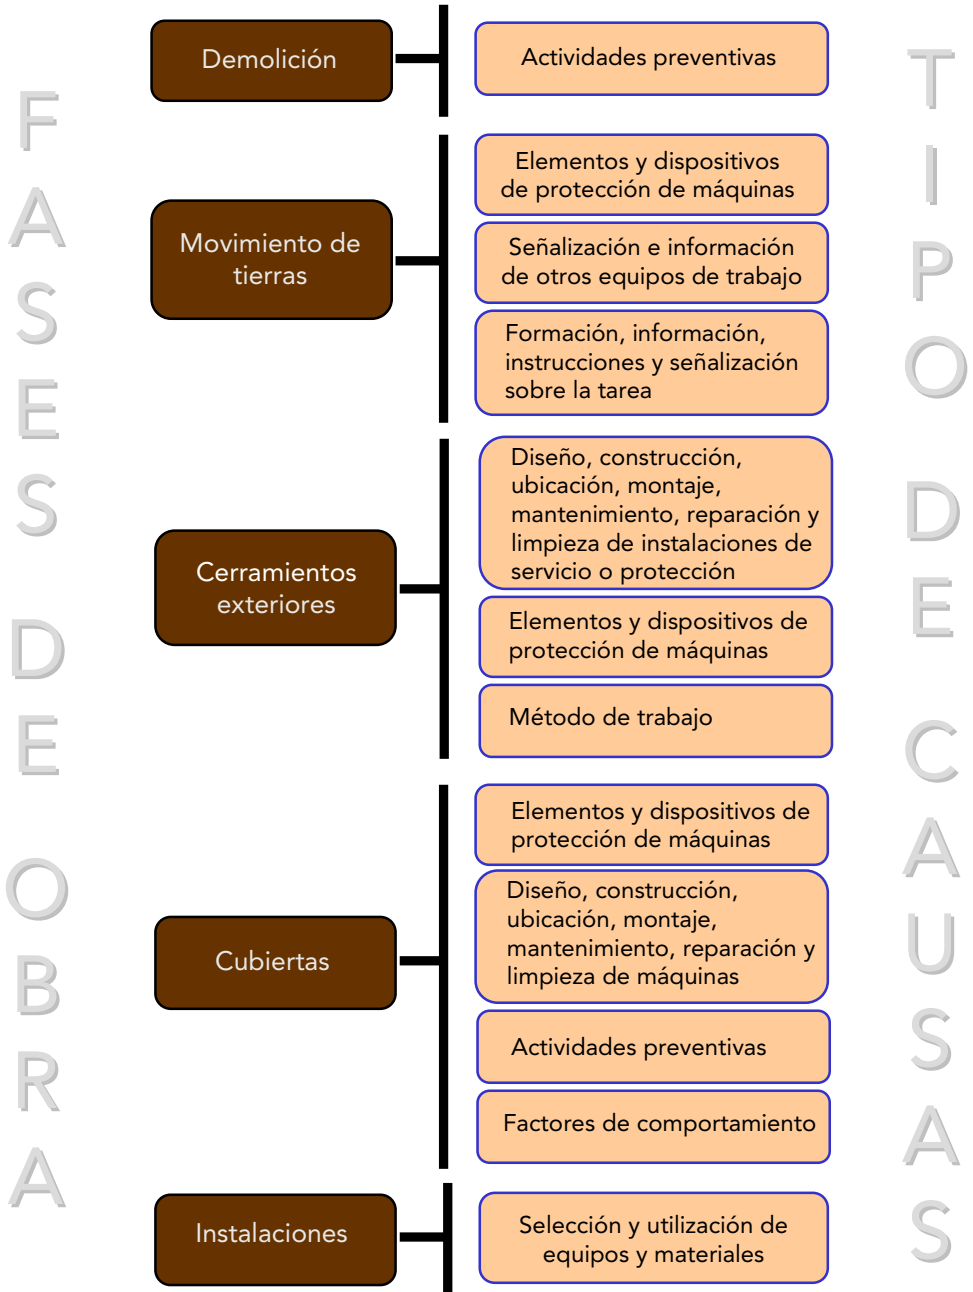 FASES DE OBRA
TIPO DE CAUSAS
Demolición
Actividades preventivas
Movimiento de
tierras
Elementos y dispositivos
de protección de máquinas
Señalización e información
de otros equipos de trabajo
Formación, información,
instrucciones y señalización
sobre la tarea
Cerramientos
exteriores
Diseño, construcción,
ubicación, montaje,
mantenimiento, reparación y
limpieza de instalaciones de
servicio o protección
Elementos y dispositivos de
protección de máquinas
Método de trabajo
Cubiertas
Elementos y dispositivos de
protección de máquinas
Diseño, construcción,
ubicación, montaje,
mantenimiento, reparación y
limpieza de máquinas
Actividades preventivas
Factores de comportamiento
Instalaciones
Selección y utilización de
equipos y materiales